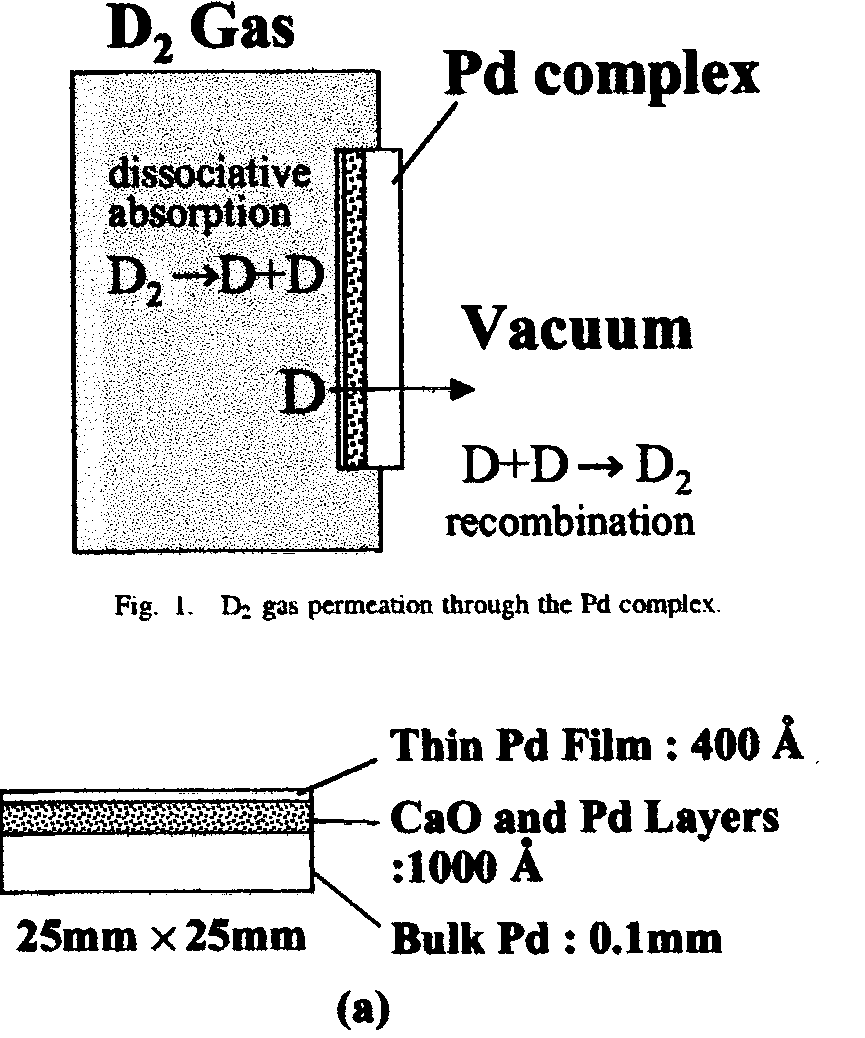 D₂ Gas
Pd complex
dissociative
absorption
D₂ →D+D
Vacuum
D
D+D→ D₂
recombination
Fig. 1. D₂ gas permeation through the Pd complex.
Thin Pd Film : 400 Å
CaO and Pd Layers
:1000 Å
Bulk Pd : 0.1mm
25mm × 25mm
(a)